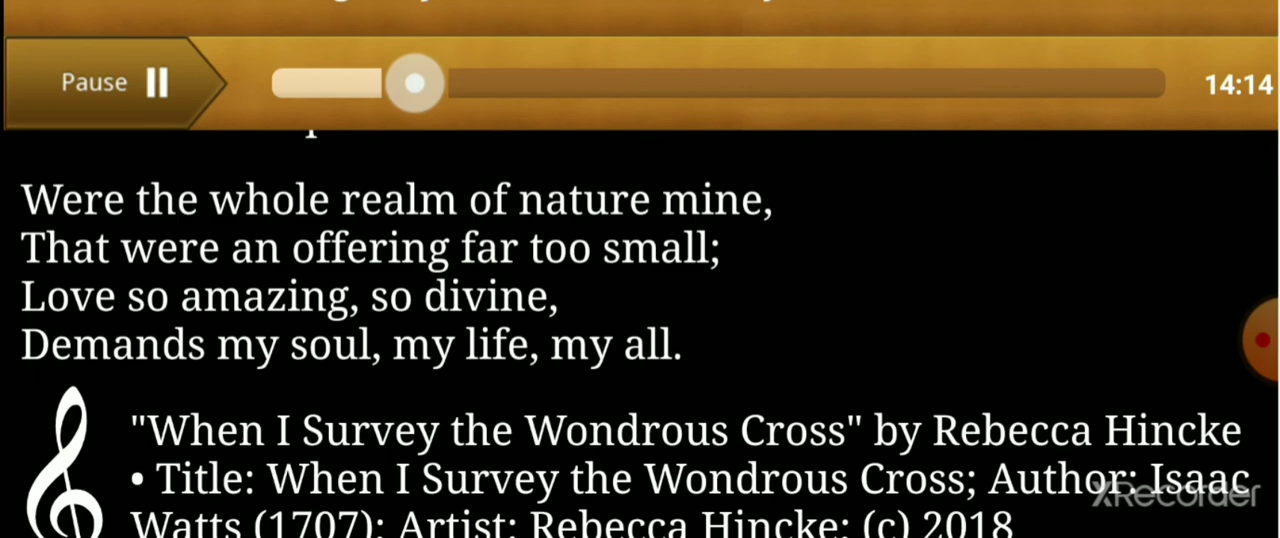 Pause
14:14
Were the whole realm of nature mine,
That were an offering far too small;
Love so amazing, so divine,
Demands my soul, my life, my all.
"When I Survey the Wondrous Cross" by Rebecca Hincke
• Title: When I Survey the Wondrous Cross; Author: Isaac
XRecorder
Watts (1707); Artist: Rebecca Hincke; (c) 2018